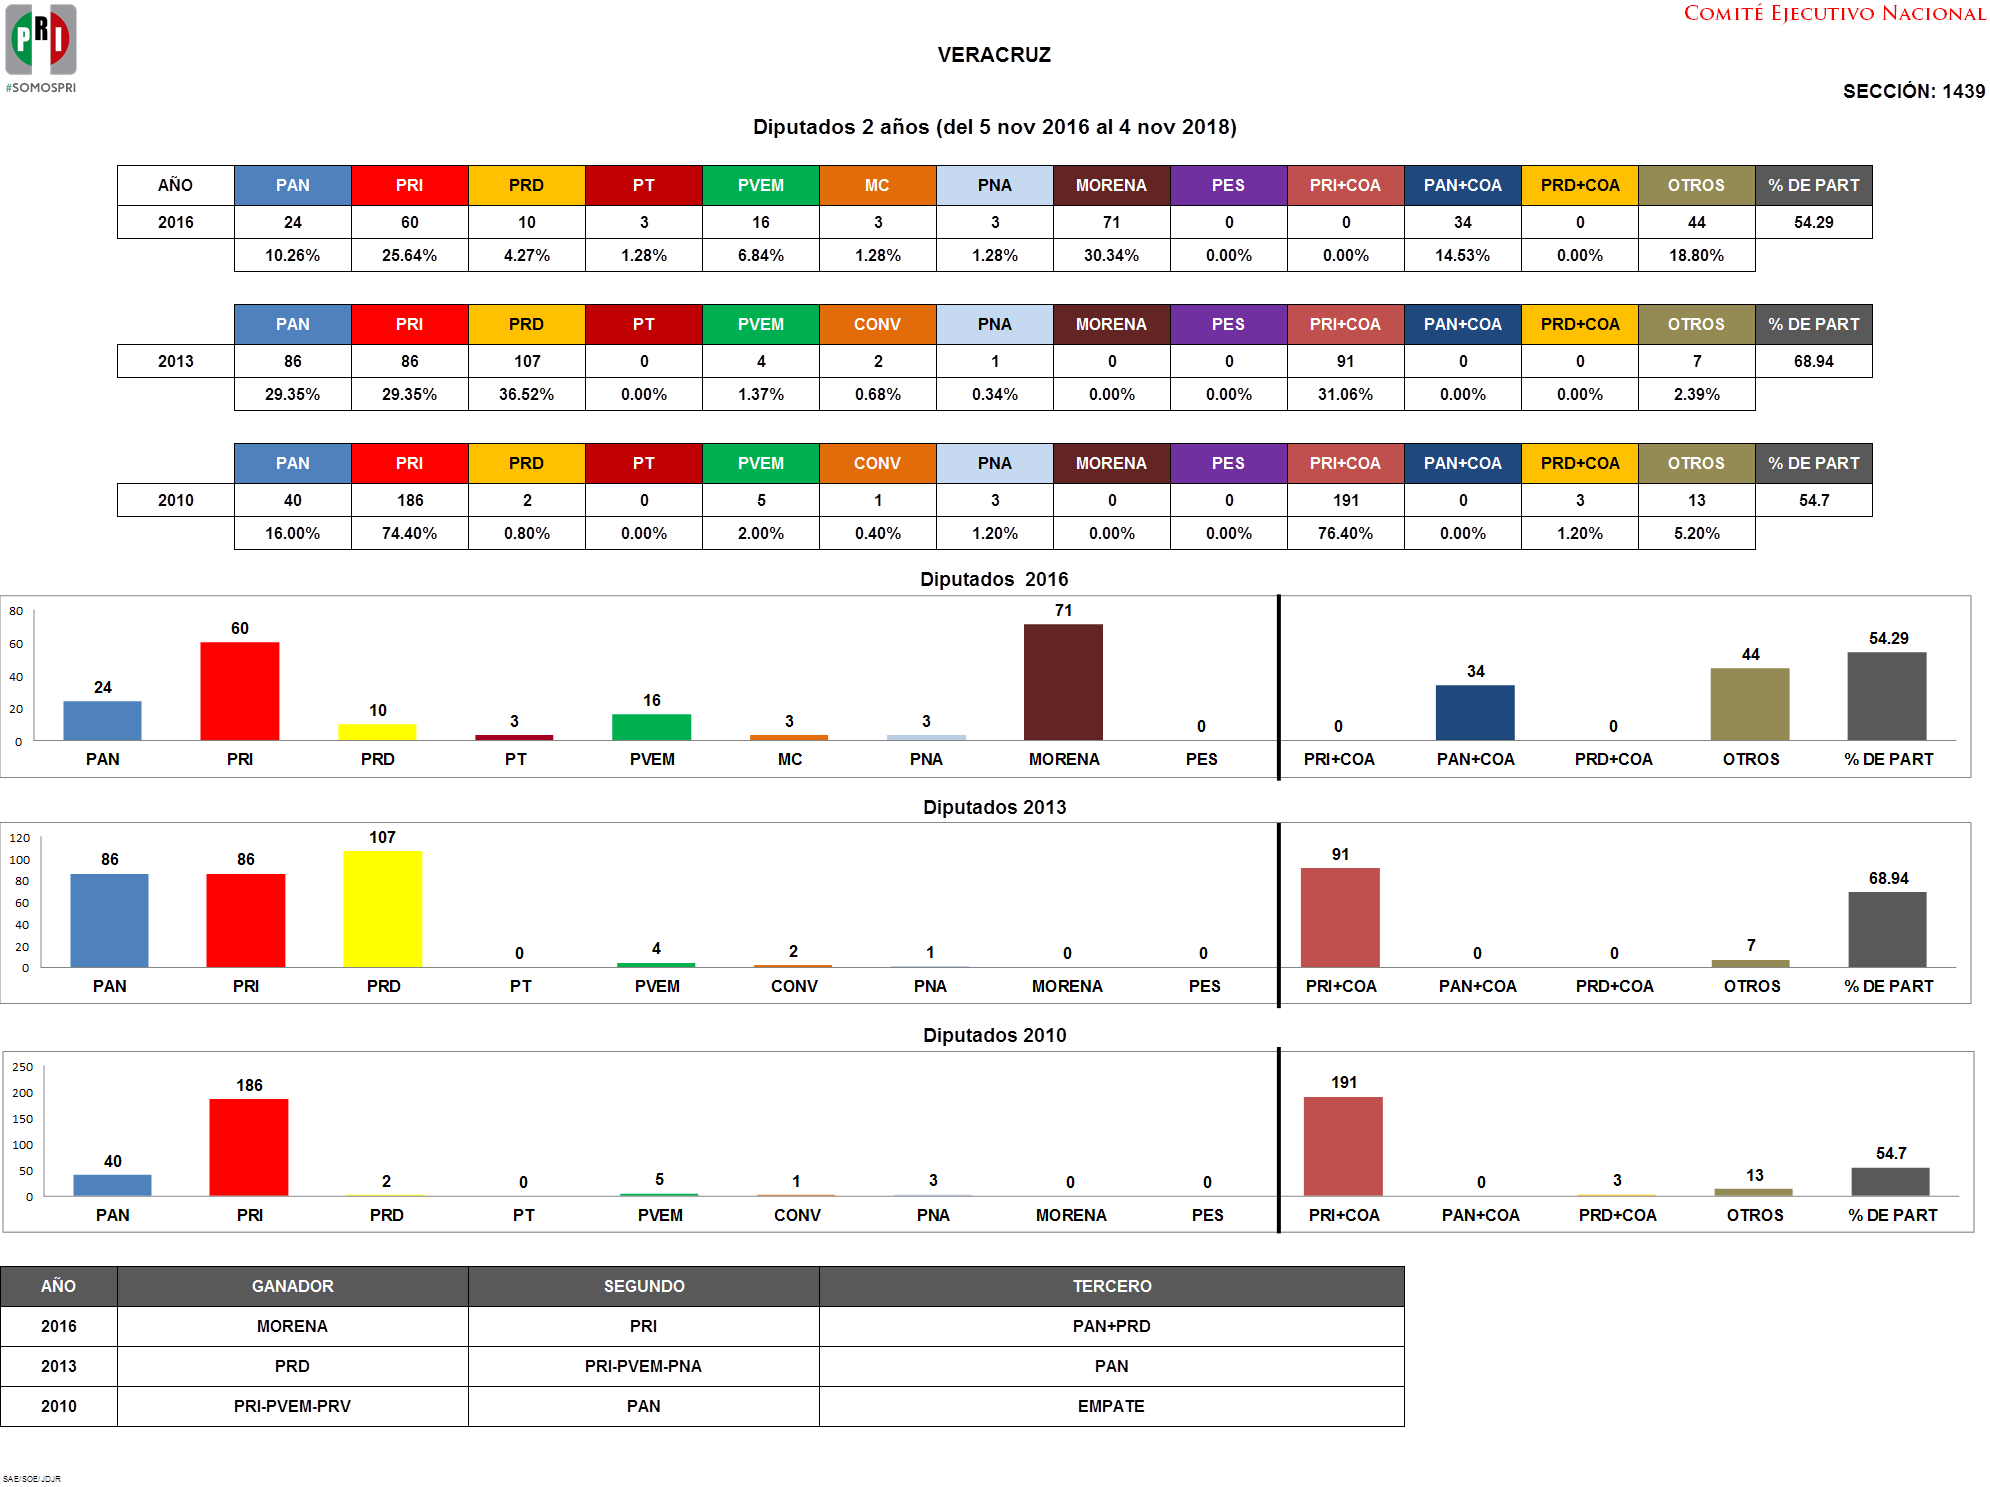 PRI
#SOMOSPRI
COMITÉ EJECUTIVO NACIONAL
VERACRUZ
SECCIÓN: 1439
Diputados 2 años (del 5 nov 2016 al 4 nov 2018)
AÑO PAN PRI PRD PT PVEM MC PNA MORENA PES PRI+COA PAN+COA PRD+COA OTROS % DE PART
2016 24 60 10 3 16 3 3 71 0 0 34 0 44 54.29
10.26% 25.64% 4.27% 1.28% 6.84% 1.28% 1.28% 30.34% 0.00% 0.00% 14.53% 0.00% 18.80%
PAN PRI PRD PT PVEM CONV PNA MORENA PES PRI+COA PAN+COA PRD+COA OTROS % DE PART
2013 86 86 107 0 4 2 1 0 0 91 0 0 7 68.94
29.35% 29.35% 36.52% 0.00% 1.37% 0.68% 0.34% 0.00% 0.00% 31.06% 0.00% 0.00% 2.39%
PAN PRI PRD PT PVEM CONV PNA MORENA PES PRI+COA PAN+COA PRD+COA OTROS % DE PART
2010 40 186 2 0 5 1 3 0 0 191 0 3 13 54.7
16.00% 74.40% 0.80% 0.00% 2.00% 0.40% 1.20% 0.00% 0.00% 76.40% 0.00% 1.20% 5.20%
Diputados 2016
80
60
40
20
0
24 60 10 3 16 3 3 71 0 0 34 0 44 54.29
PAN PRI PRD PT PVEM MC PNA MORENA PES PRI+COA PAN+COA PRD+COA OTROS % DE PART
Diputados 2013
120
100
80
60
40
20
0
86 86 107 0 4 2 1 0 0 91 0 0 7 68.94
PAN PRI PRD PT PVEM CONV PNA MORENA PES PRI+COA PAN+COA PRD+COA OTROS % DE PART
Diputados 2010
250
200
150
100
50
0
40 186 2 0 5 1 3 0 0 191 0 3 13 54.7
PAN PRI PRD PT PVEM CONV PNA MORENA PES PRI+COA PAN+COA PRD+COA OTROS % DE PART
AÑO GANADOR SEGUNDO TERCERO
2016 MORENA PRI PAN+PRD
2013 PRD PRI-PVEM-PNA PAN
2010 PRI-PVEM-PRV PAN EMPATE
SAE/SOE/JDJR